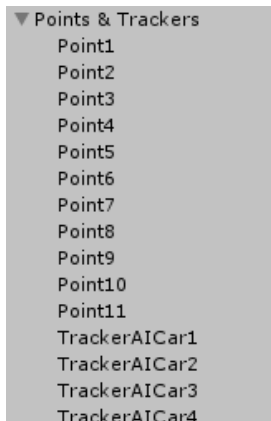 Points & Trackers
Point1
Point2
Point3
Point4
Point5
Point6
Point7
Point8
Point9
Point10
Point11
TrackerAICar1
TrackerAICar2
TrackerAICar3
TrackerAICar4